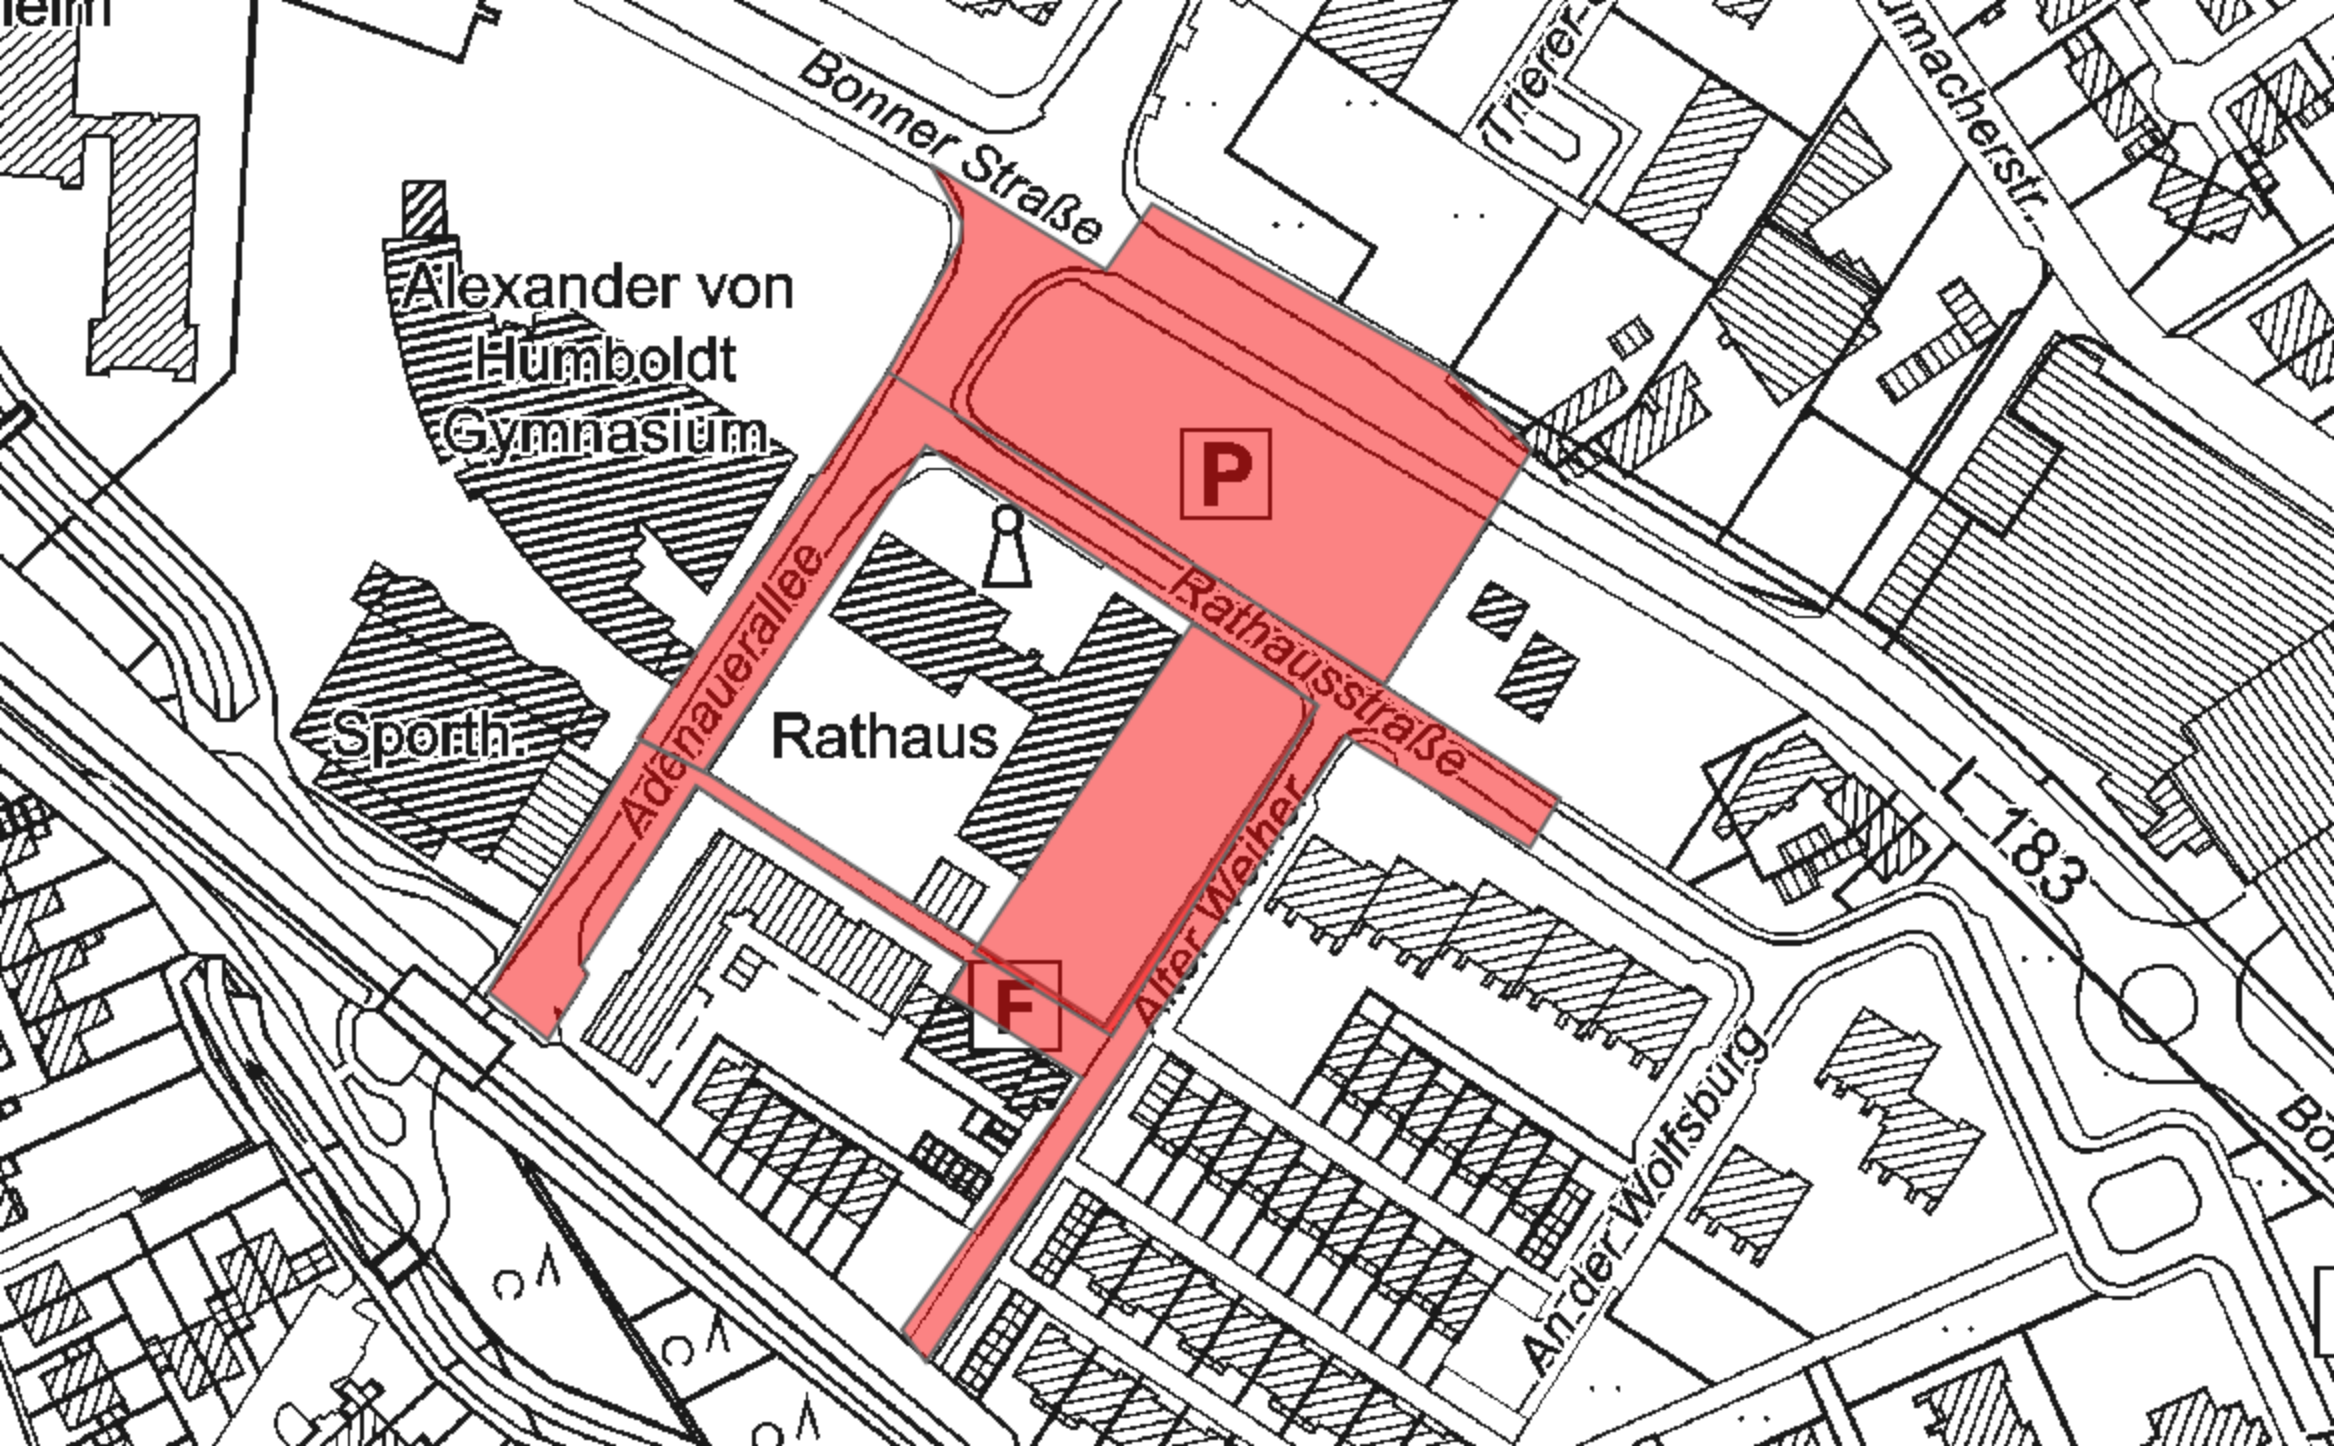 Bonner Straße
Alexander von
Humboldt
Gymnasium
P
Rathausstraße
Adenauerallee
Rathaus
Sporth.
L 183
Alter Weiher
F
An der Wolfsburg